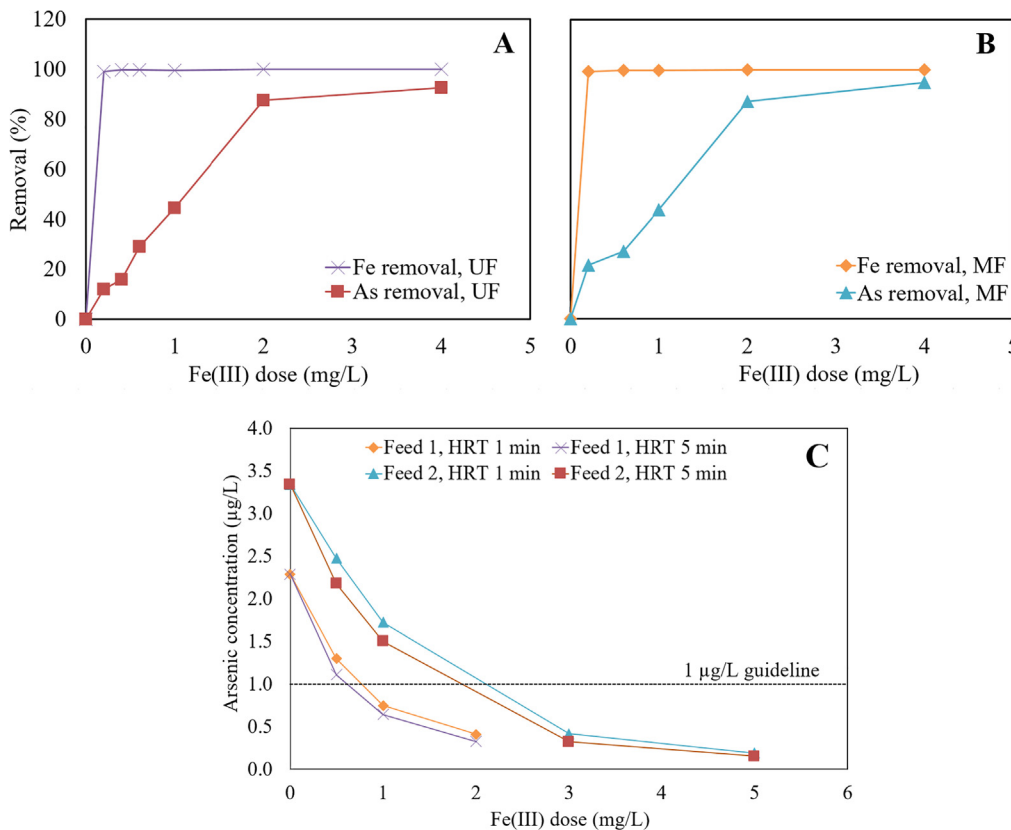 A
120
100
80
60
40
20
0
Removal (%)
Fe removal, UF
As removal, UF
0 1 2 3 4 5
Fe(III) dose (mg/L)
B
Fe removal, MF
As removal, MF
0 1 2 3 4 5
Fe(III) dose (mg/L)
C
4.0
3.5
3.0
2.5
2.0
1.5
1.0
0.5
0.0
Arsenic concentration (µg/L)
Feed 1, HRT 1 min Feed 1, HRT 5 min
Feed 2, HRT 1 min Feed 2, HRT 5 min
1 µg/L guideline
0 1 2 3 4 5 6
Fe(III) dose (mg/L)